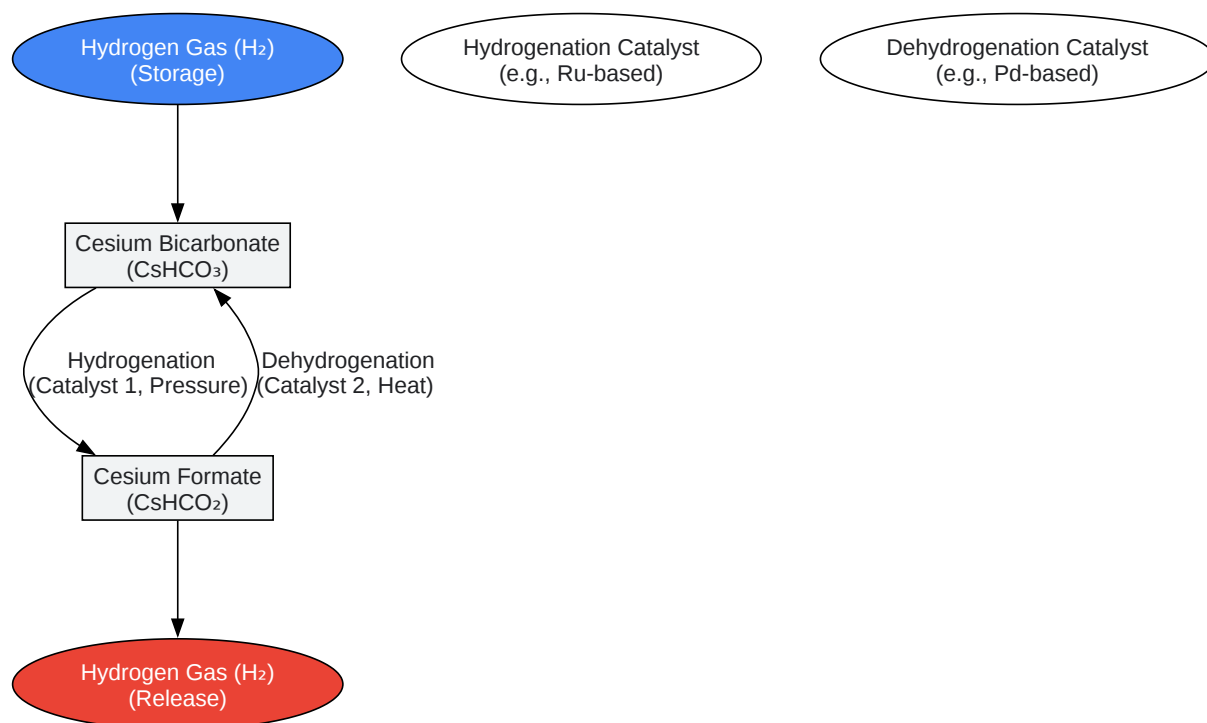 Hydrogen Gas (H₂)
(Storage)
Hydrogenation Catalyst
(e.g., Ru-based)
Dehydrogenation Catalyst
(e.g., Pd-based)
Cesium Bicarbonate
(CsHCO₃)
Hydrogenation
(Catalyst 1, Pressure)
Dehydrogenation
(Catalyst 2, Heat)
Cesium Formate
(CsHCO₂)
Hydrogen Gas (H₂)
(Release)